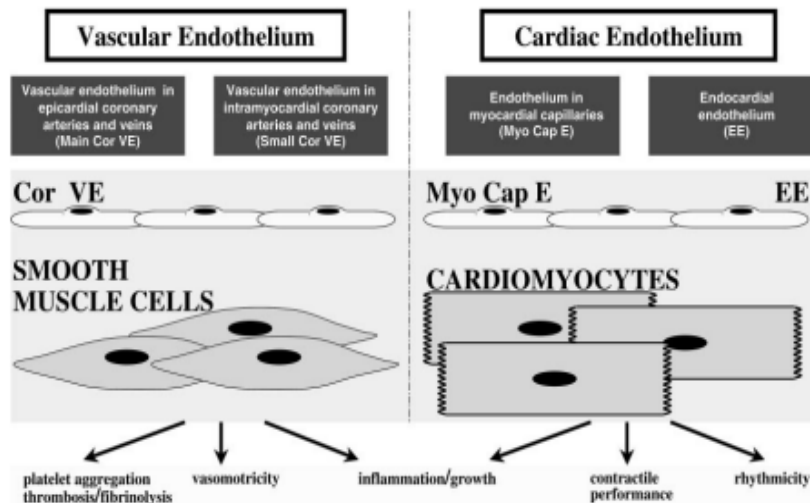 Vascular Endothelium
Cardiac Endothelium
Vascular endothelium in
epicardial coronary
arteries and veins
(Main Cor VE)
Vascular endothelium in
intramyocardial coronary
arteries and veins
(Small Cor VE)
Endothelium in
myocardial capillaries
(Myo Cap E)
Endocardial
endothelium
(EE)
Cor VE
Myo Cap E
EE
SMOOTH
MUSCLE CELLS
CARDIOMYOCYTES
platelet aggregation
thrombosis/fibrinolysis
vasomotricity
inflammation/growth
contractile
performance
rhythmicity